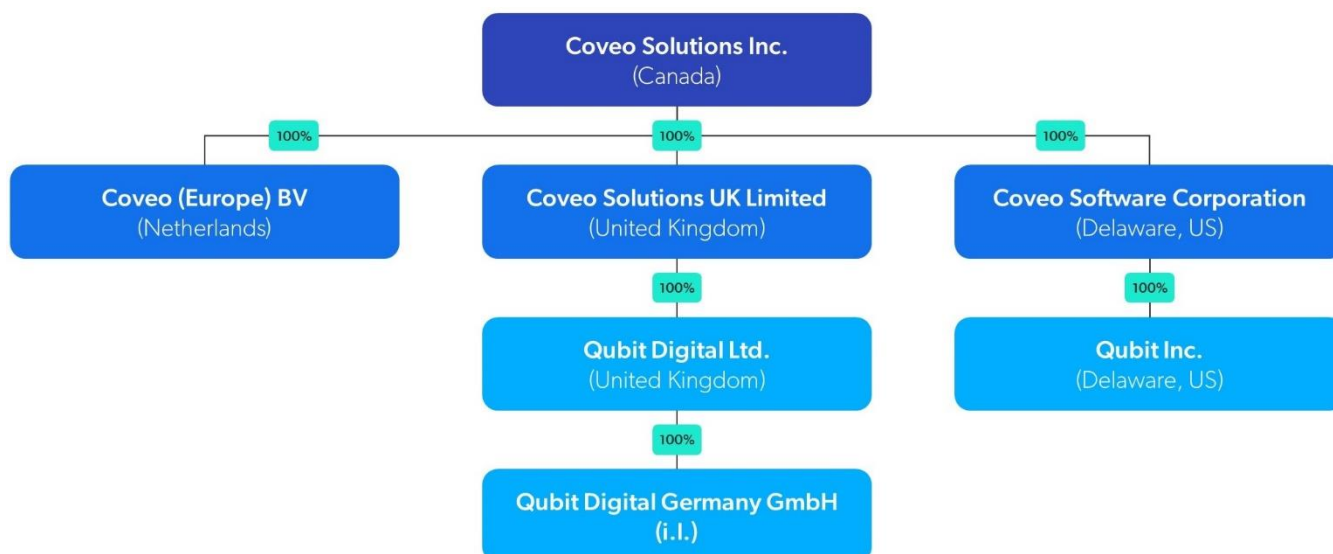 Coveo Solutions Inc.
(Canada)
100%
100%
100%
Coveo (Europe) BV
(Netherlands)
Coveo Solutions UK Limited
(United Kingdom)
Coveo Software Corporation
(Delaware, US)
100%
100%
Qubit Digital Ltd.
(United Kingdom)
Qubit Inc.
(Delaware, US)
100%
Qubit Digital Germany GmbH
(i.l.)